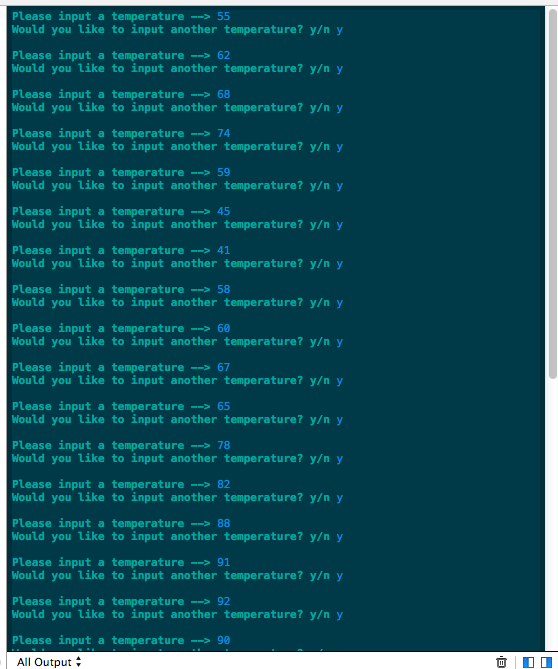 Please input a temperature --> 55
Would you like to input another temperature? y/n y
Please input a temperature --> 62
Would you like to input another temperature? y/n y
Please input a temperature --> 68
Would you like to input another temperature? y/n y
Please input a temperature --> 74
Would you like to input another temperature? y/n y
Please input a temperature --> 59
Would you like to input another temperature? y/n y
Please input a temperature --> 45
Would you like to input another temperature? y/n y
Please input a temperature --> 41
Would you like to input another temperature? y/n y
Please input a temperature --> 58
Would you like to input another temperature? y/n y
Please input a temperature --> 60
Would you like to input another temperature? y/n y
Please input a temperature --> 67
Would you like to input another temperature? y/n y
Please input a temperature --> 65
Would you like to input another temperature? y/n y
Please input a temperature --> 78
Would you like to input another temperature? y/n y
Please input a temperature --> 82
Would you like to input another temperature? y/n y
Please input a temperature --> 88
Would you like to input another temperature? y/n y
Please input a temperature --> 91
Would you like to input another temperature? y/n y
Please input a temperature --> 92
Would you like to input another temperature? y/n y
Please input a temperature --> 90
All Output